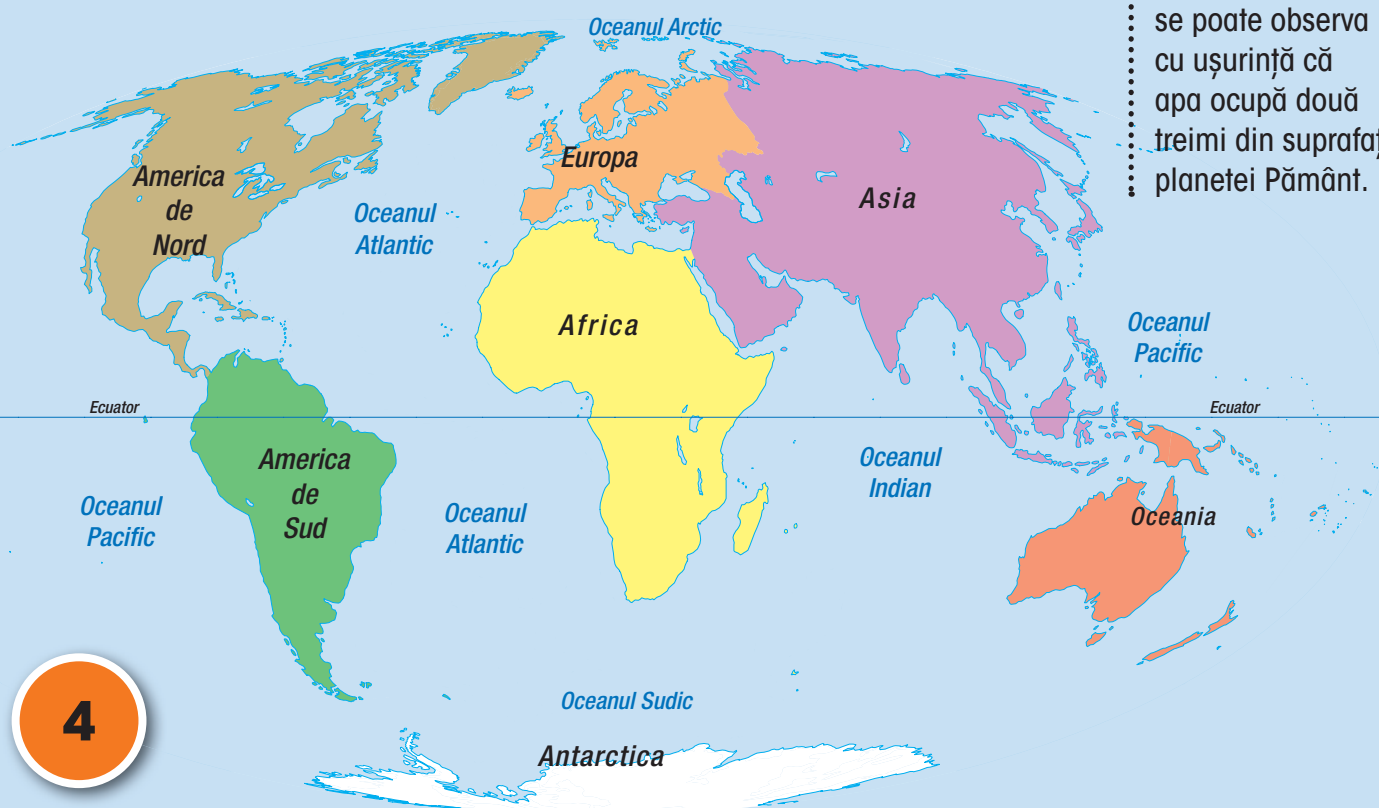 Oceanul Arctic
se poate observa
cu ușurință că
apa ocupă două
treimi din
planetei Pământ.
America
de
Nord
Oceanul
Atlantic
Europa
Asia
Africa
Oceanul
Pacific
Ecuator
Ecuator
America
de
Sud
Oceanul
Pacific
Oceanul
Atlantic
Oceanul
Indian
Oceania
Oceanul Sudic
Antarctica
4